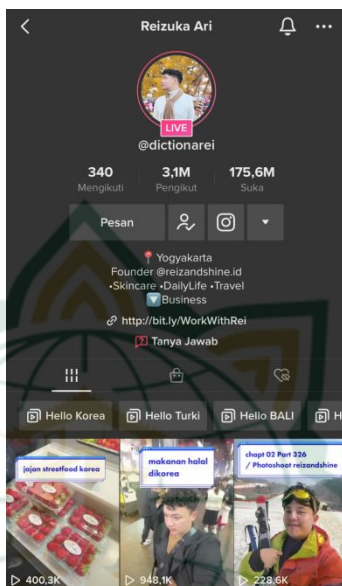 Reizuka Ari
LIVE
@dictionarei
340
Mengikuti
3,1M
Pengikut
175,6M
Suka
Pesan
Yogyakarta
Founder @reizandshine.id
•Skincare •DailyLife •Travel
Business
http://bit.ly/WorkWithRei
Tanya Jawab
Hello Korea
Hello Turki
Hello BALI
H
jajan streetfood korea
makanan halal
dikorea
chapt 02 Part 326
/ Photoshoot reizandshine
400,3K
948,1K
228,6K